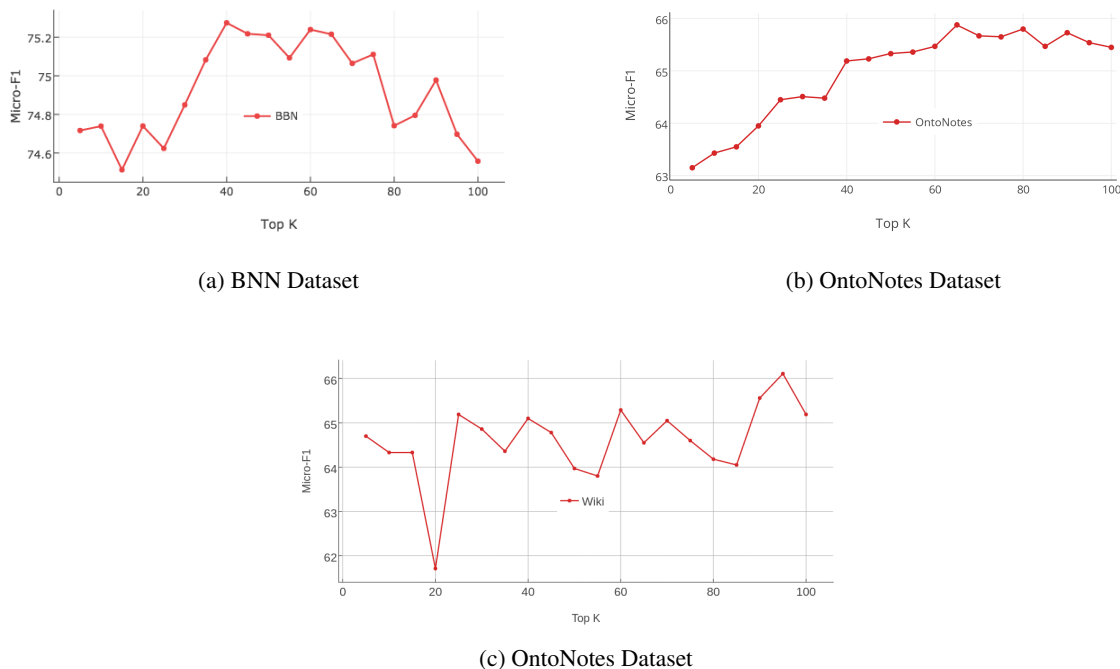 75.2
75
74.8
74.6
Micro-F1
BBN
0 20 40 60 80 100
Top K
(a) BNN Dataset
66
65
64
63
Micro-F1
OntoNotes
0 20 40 60 80 100
Top K
(b) OntoNotes Dataset
66
65
64
63
62
Micro-F1
Wiki
0 20 40 60 80 100
Top K
(c) OntoNotes Dataset